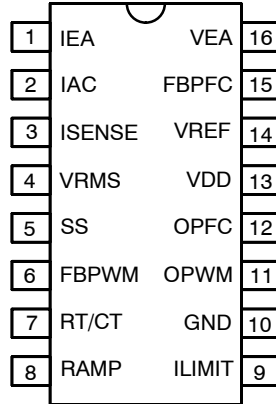 1 IEA VEA 16
2 IAC FBPFC 15
3 ISENSE VREF 14
4 VRMS VDD 13
5 SS OPFC 12
6 FBPWM OPWM 11
7 RT/CT GND 10
8 RAMP ILIMIT 9